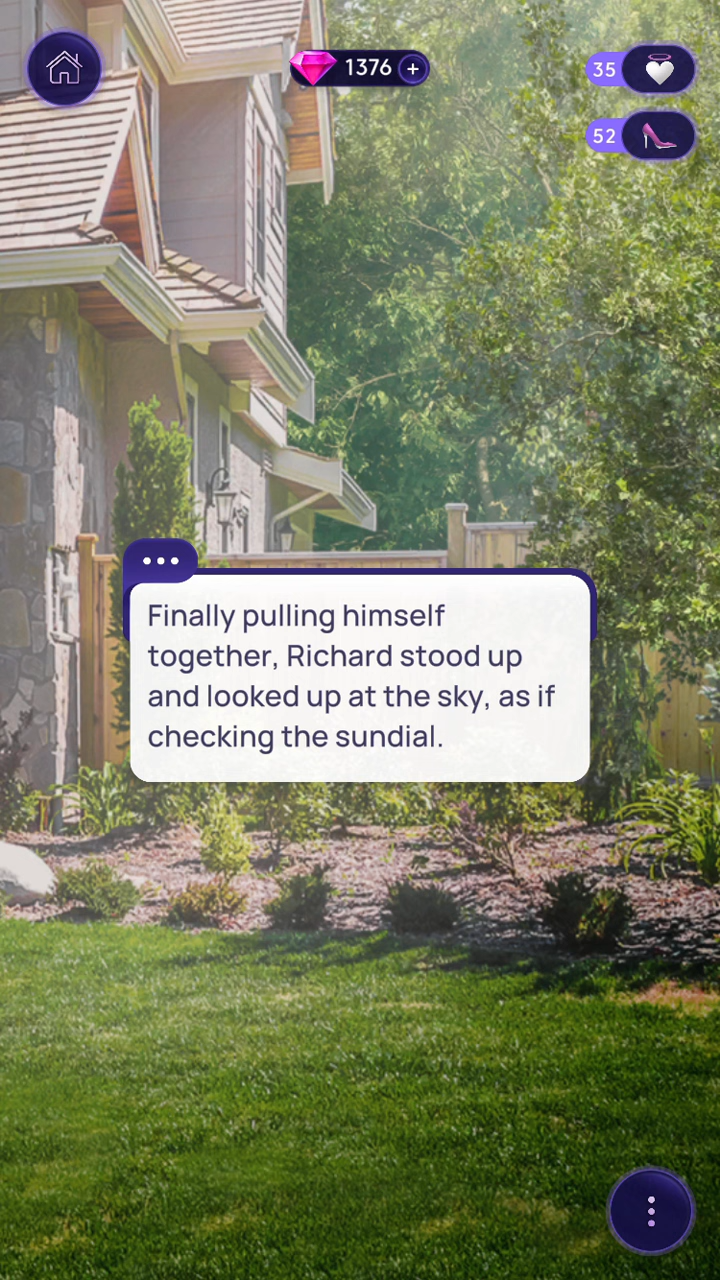 1376 +
35
52
Finally pulling himself
together, Richard stood up
and looked up at the sky, as if
checking the sundial.